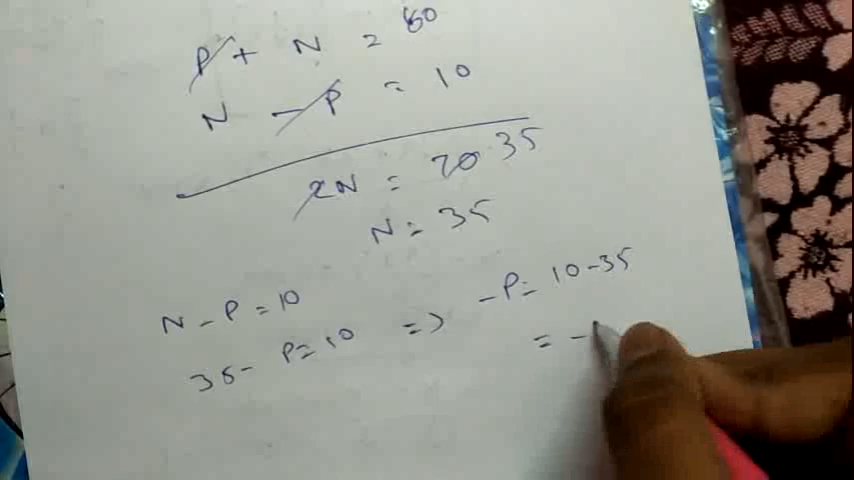 P + N = 60
N - P = 10
2N = 70 35
N = 35
N - P = 10
35 - P = 10 => - P = 10 - 35
= -